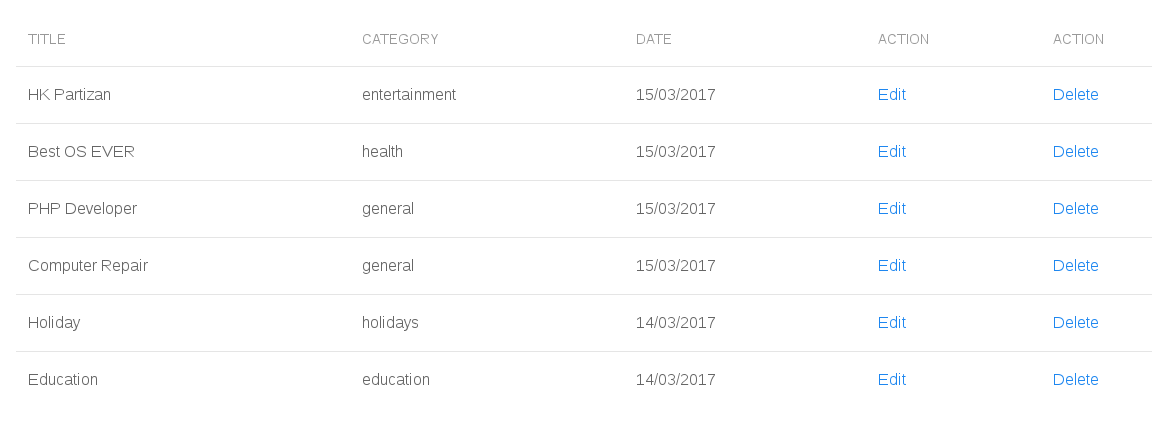 TITLE CATEGORY DATE ACTION ACTION
HK Partizan entertainment 15/03/2017 Edit Delete
Best OS EVER health 15/03/2017 Edit Delete
PHP Developer general 15/03/2017 Edit Delete
Computer Repair general 15/03/2017 Edit Delete
Holiday holidays 14/03/2017 Edit Delete
Education education 14/03/2017 Edit Delete